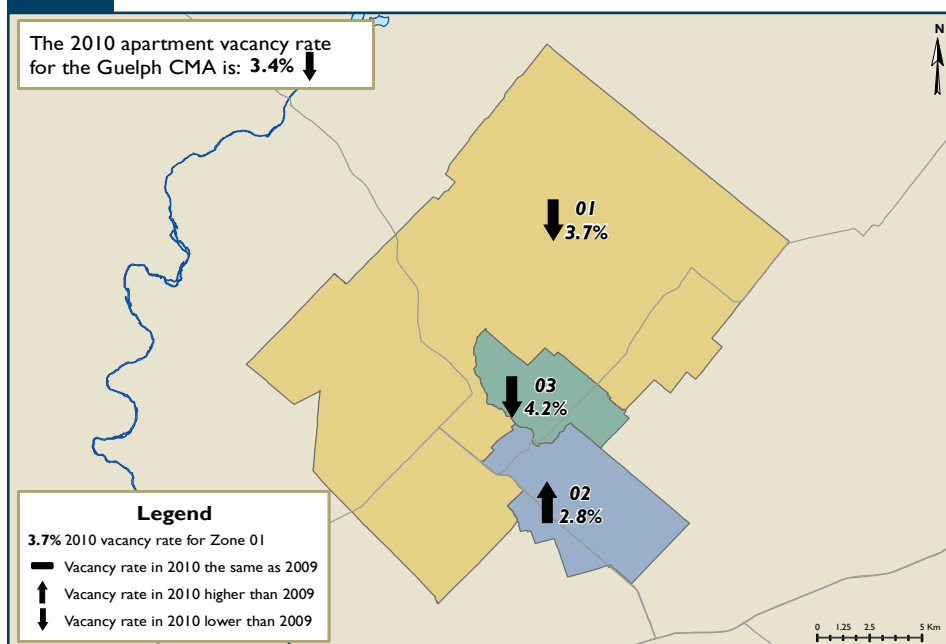 The 2010 apartment vacancy rate
for the Guelph CMA is: 3.4%
N
01
3.7%
03
4.2%
02
2.8%
Legend
3.7% 2010 vacancy rate for Zone 01
Vacancy rate in 2010 the same as 2009
Vacancy rate in 2010 higher than 2009
Vacancy rate in 2010 lower than 2009
0 1.25 2.5 5 Km